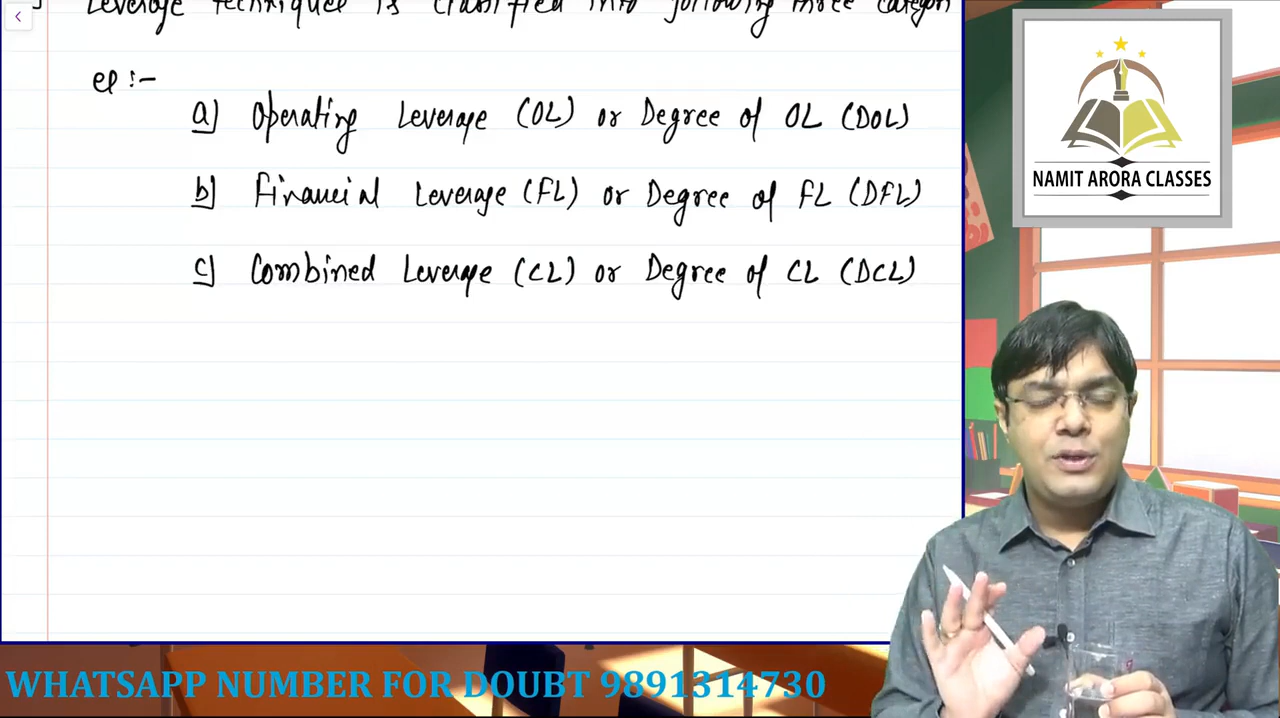 Leverage techniques is classified into following three categori
es :-
a) Operating Leverage (OL) or Degree of OL (DOL)
b) Financial Leverage (FL) or Degree of FL (DFL)
c) Combined Leverage (CL) or Degree of CL (DCL)
NAMIT ARORA CLASSES
WHATSAPP NUMBER FOR DOUBT 9891314730